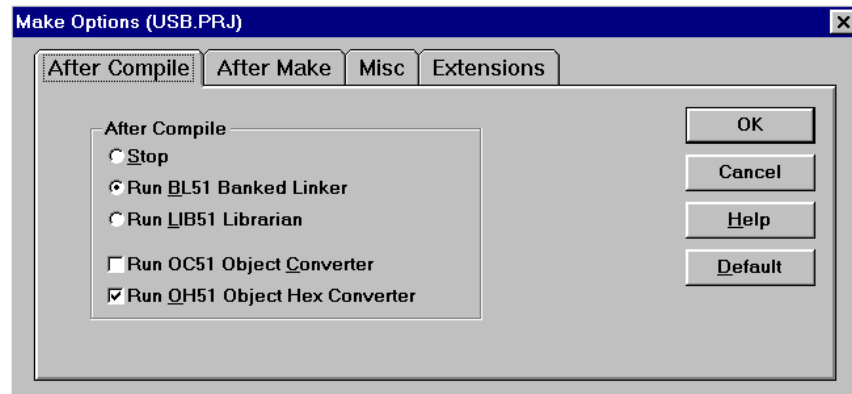 Make Options (USB.PRJ)
After Compile After Make Misc Extensions
After Compile
Stop
Run BL51 Banked Linker
Run LIB51 Librarian
Run OC51 Object Converter
Run OH51 Object Hex Converter
OK
Cancel
Help
Default